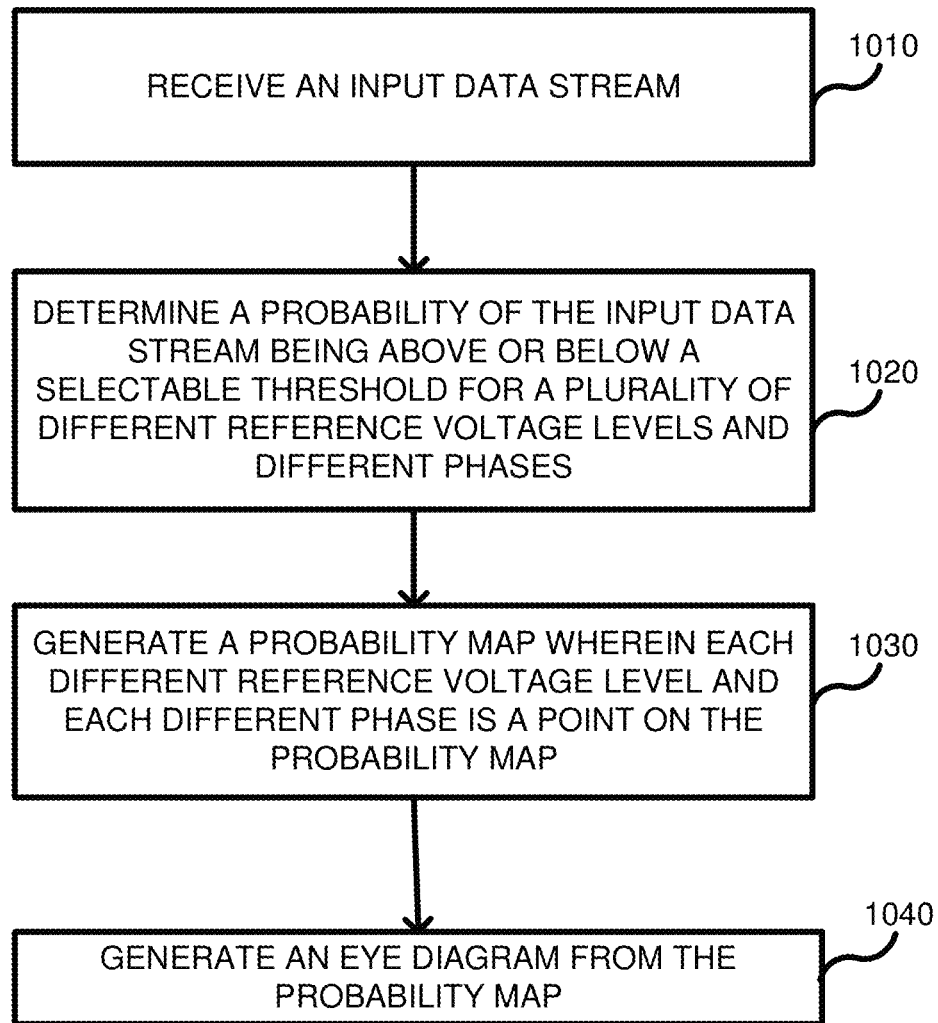 RECEIVE AN INPUT DATA STREAM
1010
DETERMINE A PROBABILITY OF THE INPUT DATA
STREAM BEING ABOVE OR BELOW A
SELECTABLE THRESHOLD FOR A PLURALITY OF
DIFFERENT REFERENCE VOLTAGE LEVELS AND
DIFFERENT PHASES
1020
GENERATE A PROBABILITY MAP WHEREIN EACH
DIFFERENT REFERENCE VOLTAGE LEVEL AND
EACH DIFFERENT PHASE IS A POINT ON THE
PROBABILITY MAP
1030
GENERATE AN EYE DIAGRAM FROM THE
PROBABILITY MAP
1040